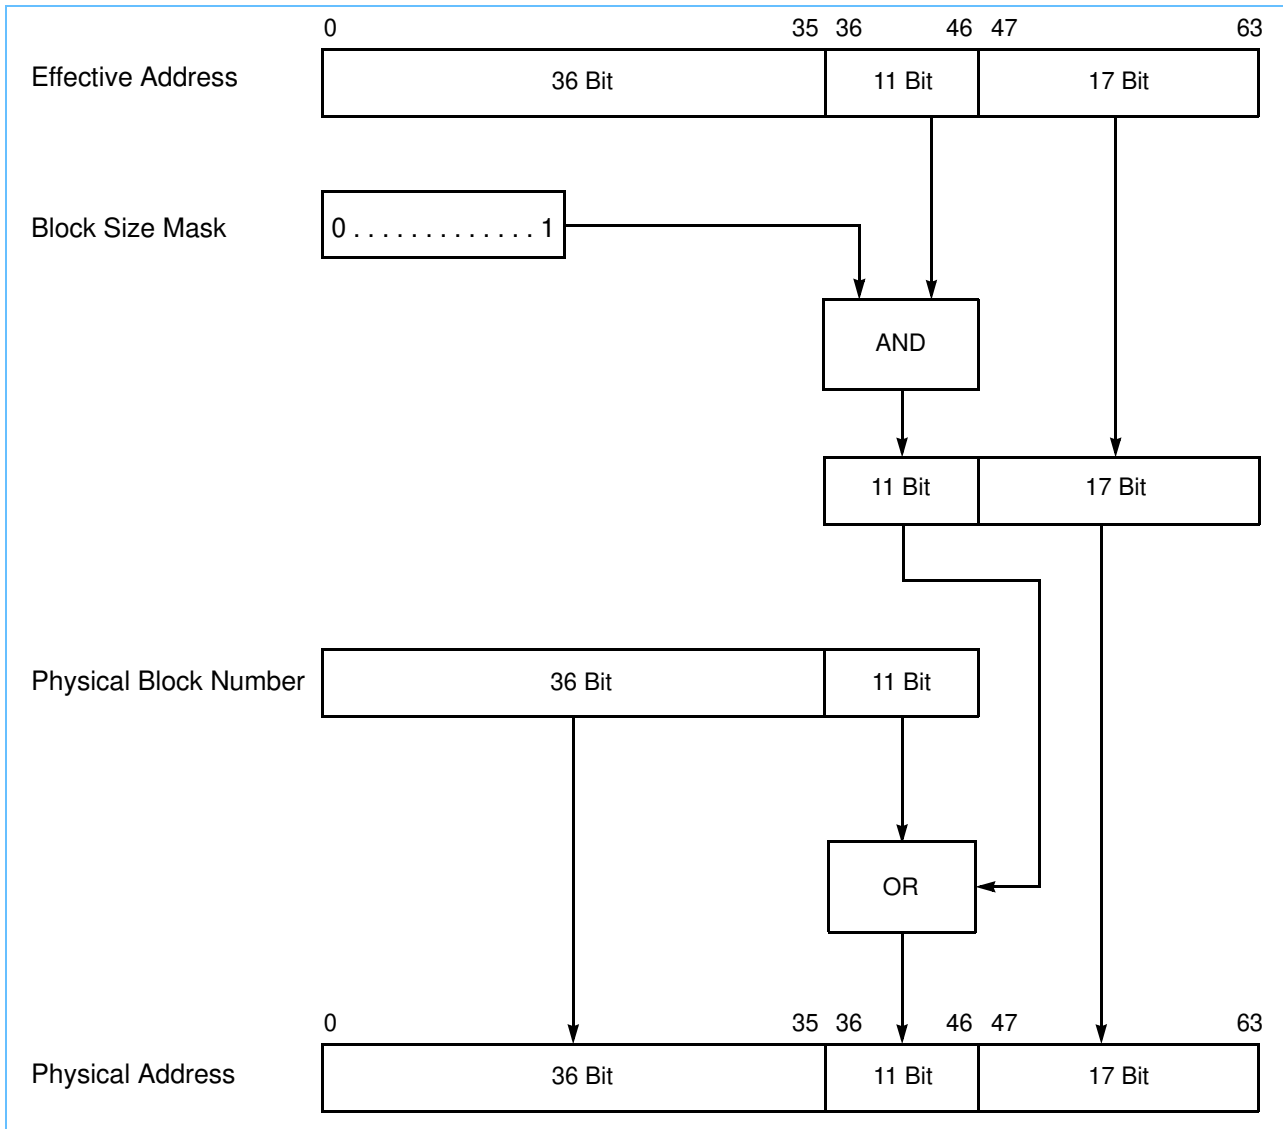 0 35 36 46 47 63
Effective Address 36 Bit 11 Bit 17 Bit
Block Size Mask 0 . . . . . . . . . . . . . 1
AND
11 Bit 17 Bit
Physical Block Number 36 Bit 11 Bit
OR
0 35 36 46 47 63
Physical Address 36 Bit 11 Bit 17 Bit